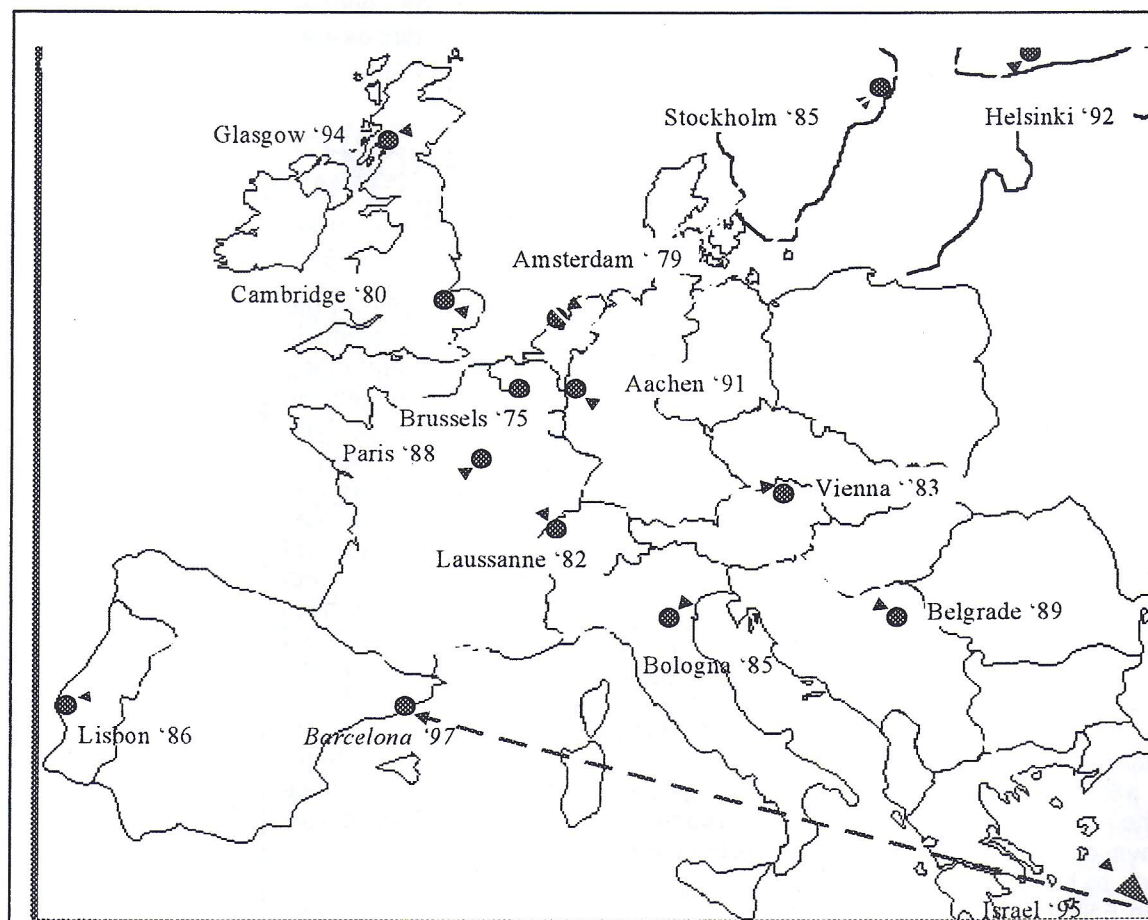 Stockholm ‘85
Helsinki ‘92
Glasgow ‘94
Amsterdam ‘ 79
Cambridge ‘80
Aachen ‘91
Brussels ‘75
Paris ‘88
Vienna ‘’83
Laussanne ‘82
Belgrade ‘89
Bologna ‘85
Lisbon ‘86
Barcelona ‘97
Israel ‘95